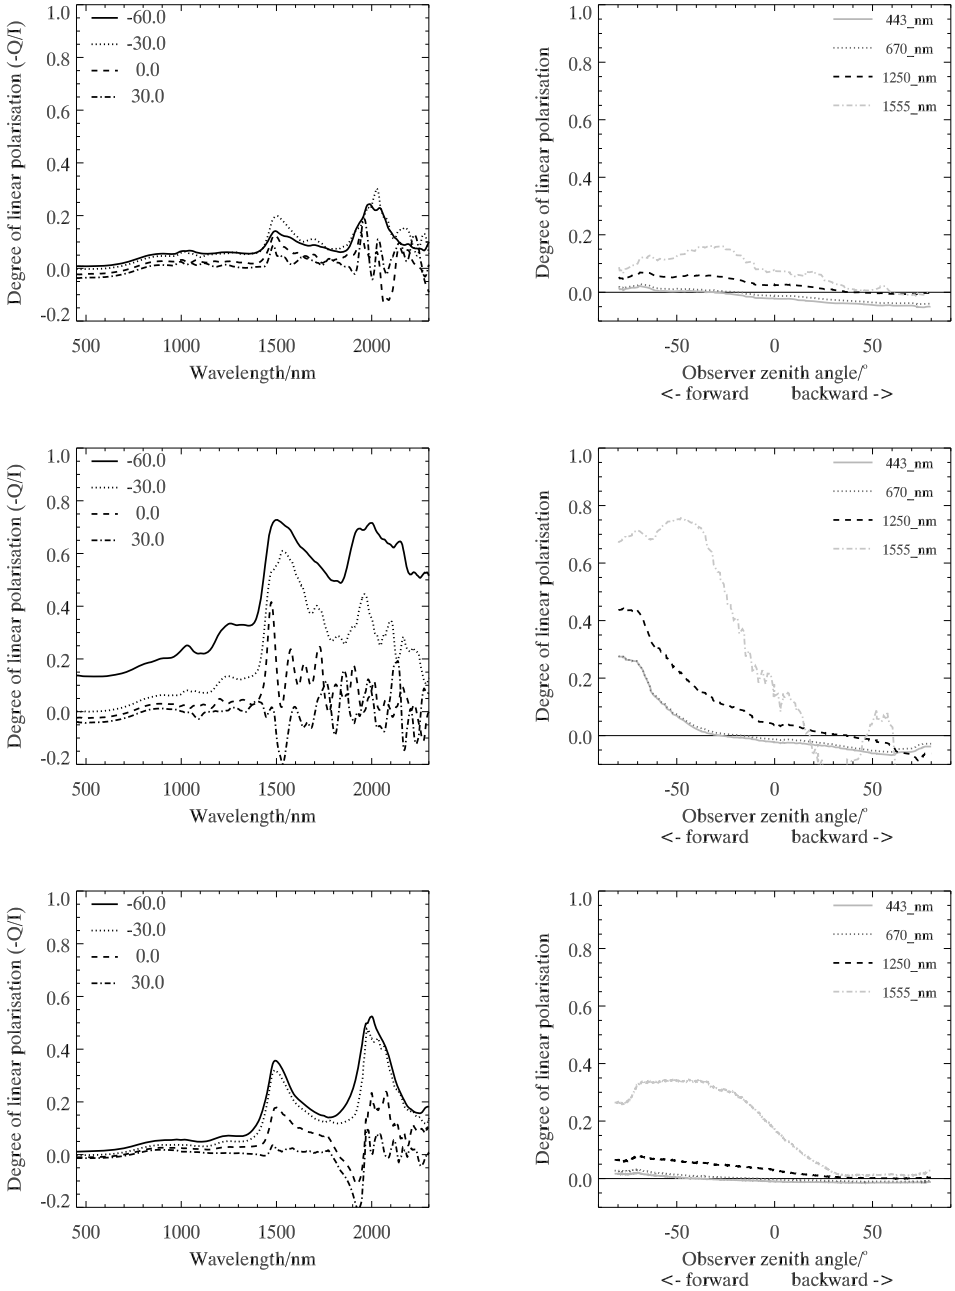 Degree of linear polarisation (-Q/I)
1.0
0.8
0.6
0.4
0.2
0.0
-0.2
-60.0
-30.0
0.0
30.0
500
1000
1500
2000
Wavelength/nm
Degree of linear polarisation
1.0
0.8
0.6
0.4
0.2
0.0
443_nm
670_nm
1250_nm
1555_nm
-50
0
50
Observer zenith angle/°
<- forward
backward ->
Degree of linear polarisation (-Q/I)
1.0
0.8
0.6
0.4
0.2
0.0
-0.2
-60.0
-30.0
0.0
30.0
500
1000
1500
2000
Wavelength/nm
Degree of linear polarisation
1.0
0.8
0.6
0.4
0.2
0.0
443_nm
670_nm
1250_nm
1555_nm
-50
0
50
Observer zenith angle/°
<- forward
backward ->
Degree of linear polarisation (-Q/I)
1.0
0.8
0.6
0.4
0.2
0.0
-0.2
-60.0
-30.0
0.0
30.0
500
1000
1500
2000
Wavelength/nm
Degree of linear polarisation
1.0
0.8
0.6
0.4
0.2
0.0
443_nm
670_nm
1250_nm
1555_nm
-50
0
50
Observer zenith angle/°
<- forward
backward ->